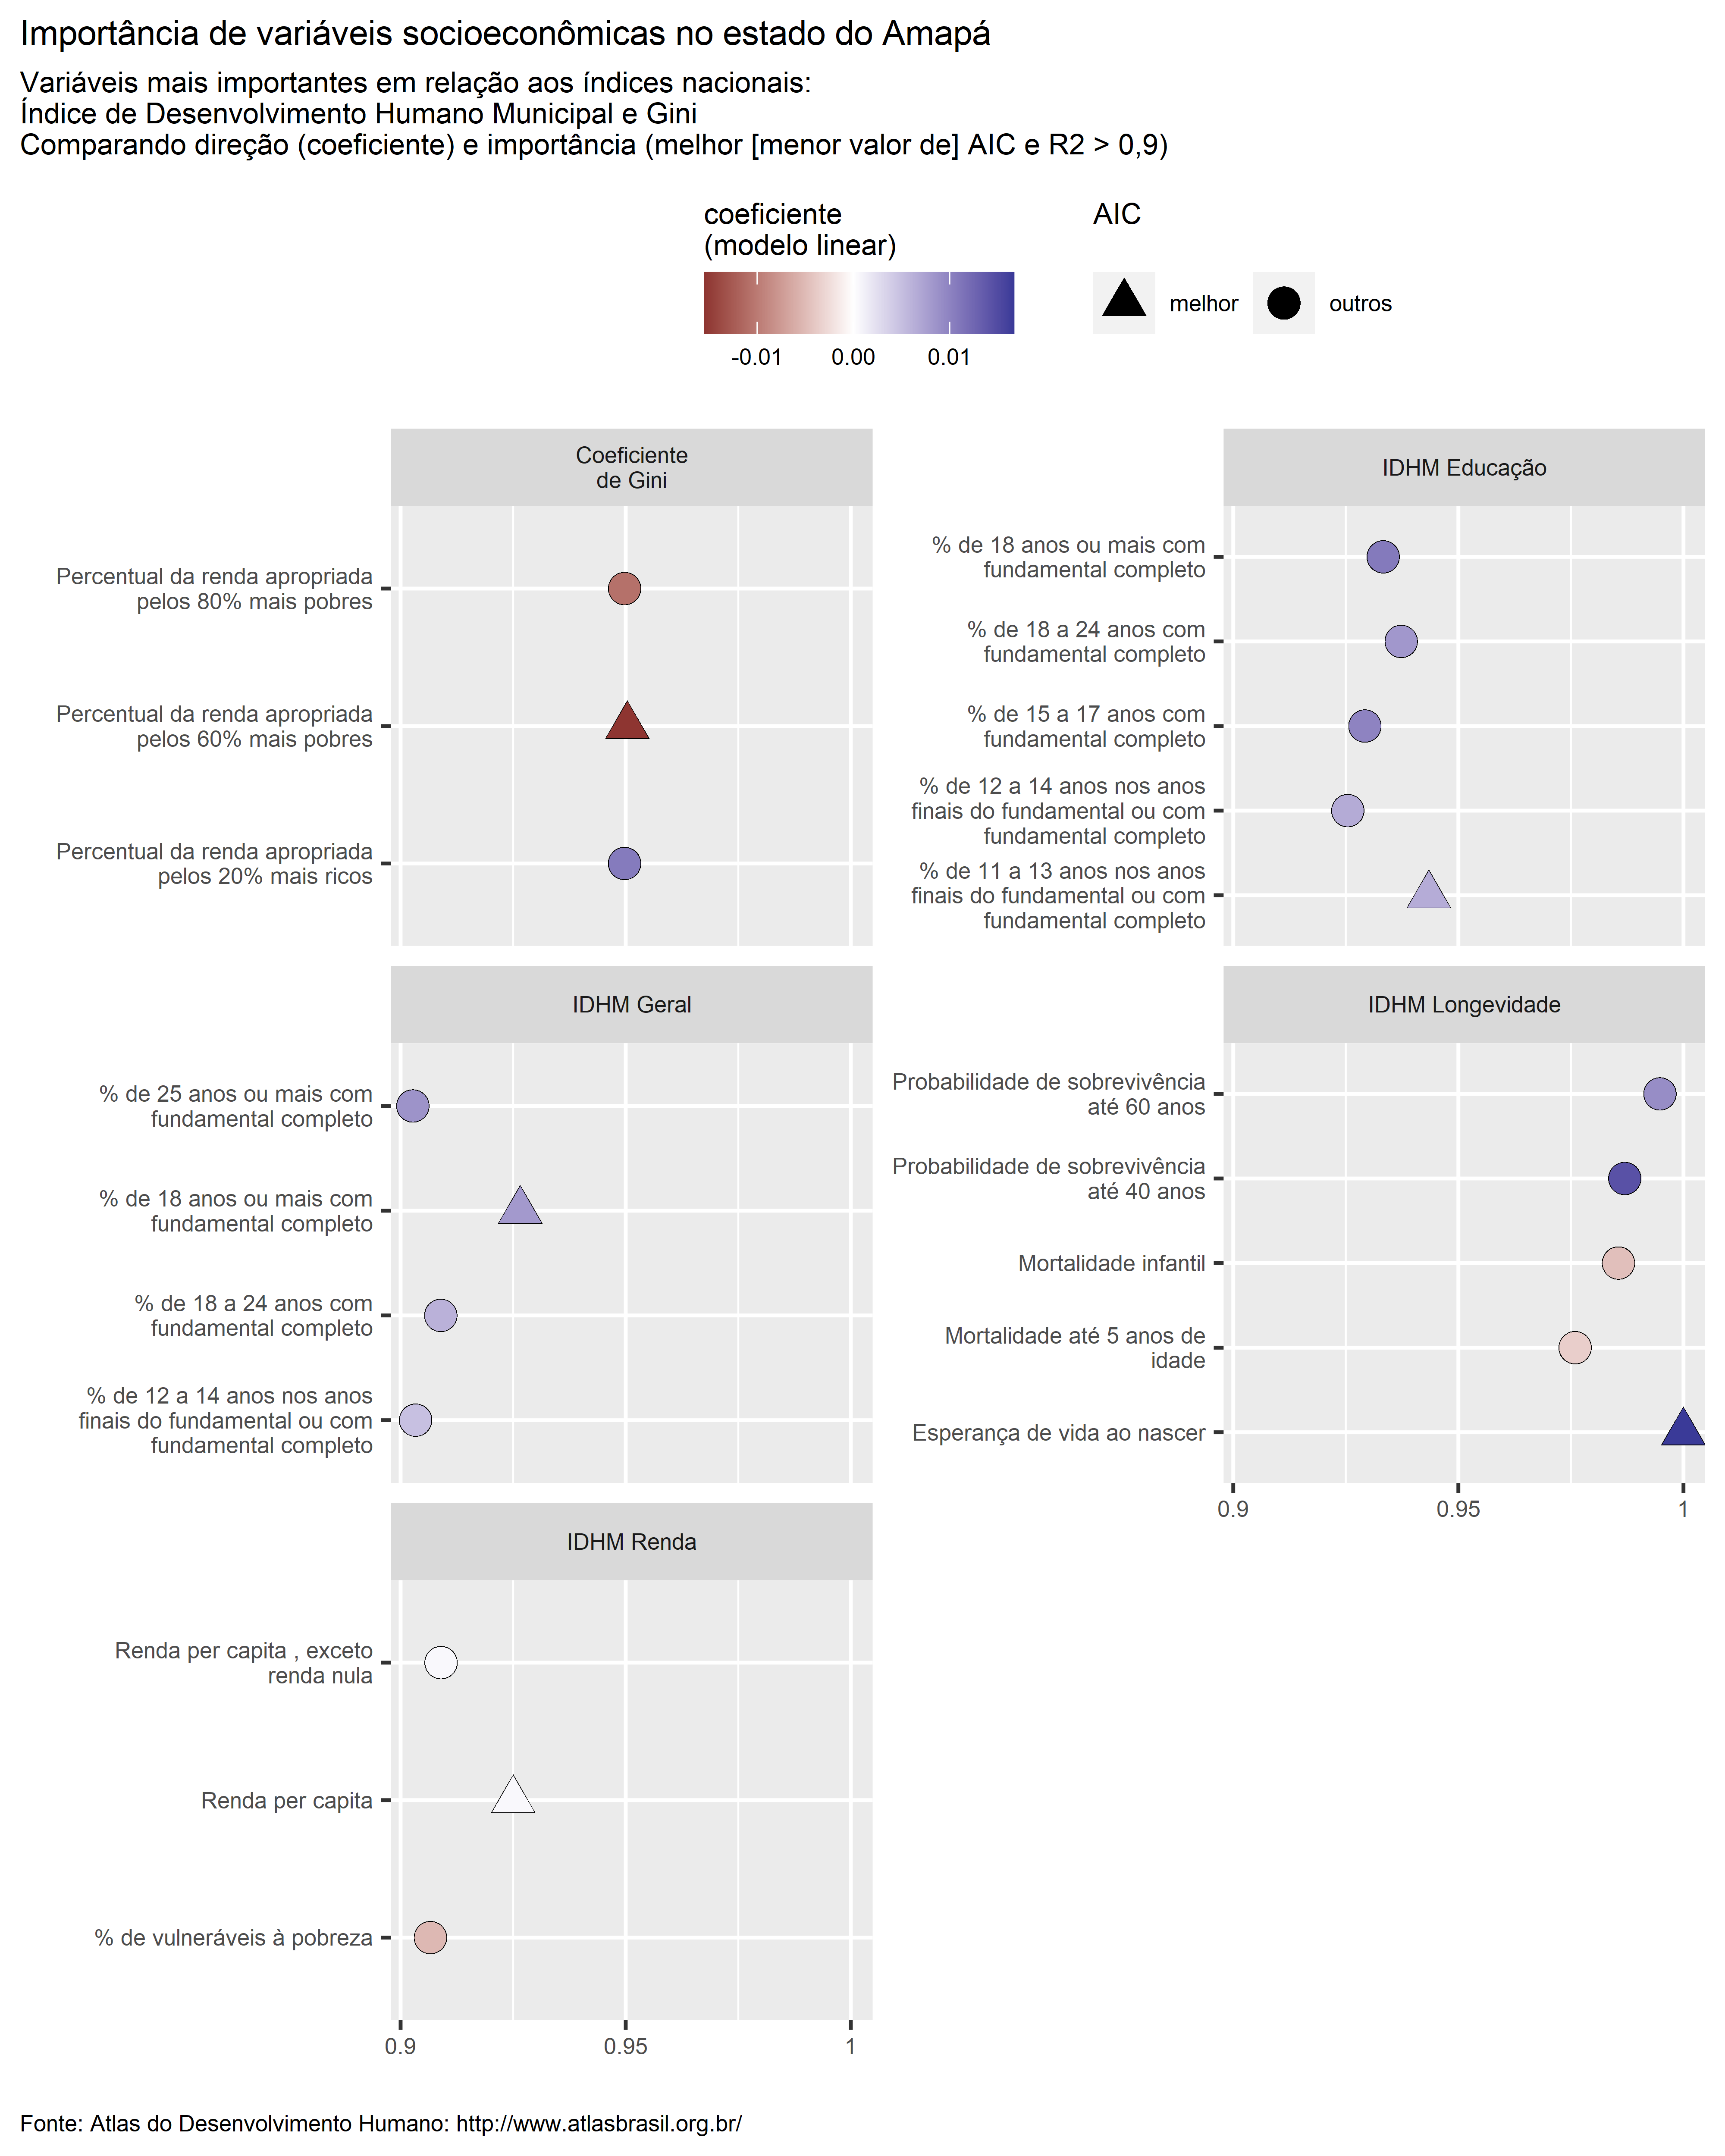 Importância de variáveis socioeconômicas no estado do Amapá
Variáveis mais importantes em relação aos índices nacionais:
Índice de Desenvolvimento Humano Municipal e Gini
Comparando direção (coeficiente) e importância (melhor [menor valor de] AIC e R2 > 0,9)
coeficiente
(modelo linear)
-0.01
0.00
0.01
AIC
melhor
outros
Coeficiente
de Gini
Percentual da renda apropriada
pelos 80% mais pobres
Percentual da renda apropriada
pelos 60% mais pobres
Percentual da renda apropriada
pelos 20% mais ricos
IDHM Educação
% de 18 anos ou mais com
fundamental completo
% de 18 a 24 anos com
fundamental completo
% de 15 a 17 anos com
fundamental completo
% de 12 a 14 anos nos anos
finais do fundamental ou com
fundamental completo
% de 11 a 13 anos nos anos
finais do fundamental ou com
fundamental completo
IDHM Geral
% de 25 anos ou mais com
fundamental completo
% de 18 anos ou mais com
fundamental completo
% de 18 a 24 anos com
fundamental completo
% de 12 a 14 anos nos anos
finais do fundamental ou com
fundamental completo
IDHM Longevidade
Probabilidade de sobrevivência
até 60 anos
Probabilidade de sobrevivência
até 40 anos
Mortalidade infantil
Mortalidade até 5 anos de
idade
Esperança de vida ao nascer
0.9
0.95
1
IDHM Renda
Renda per capita , exceto
renda nula
Renda per capita
% de vulneráveis à pobreza
0.9
0.95
1
Fonte: Atlas do Desenvolvimento Humano: http://www.atlasbrasil.org.br/